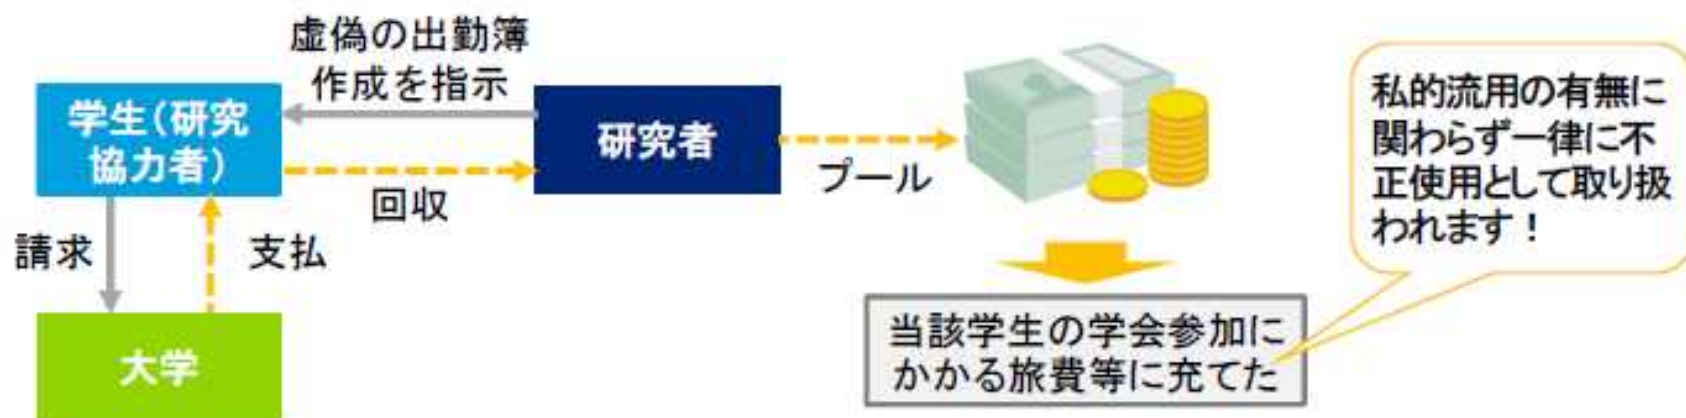 虚偽の出勤簿
作成を指示
学生(研究
協力者)
研究者
回収
プール
請求
支払
大学
私的流用の有無に
関わらず一律に不
正使用として取り扱
われます！
当該学生の学会参加に
かかる旅費等に充てた